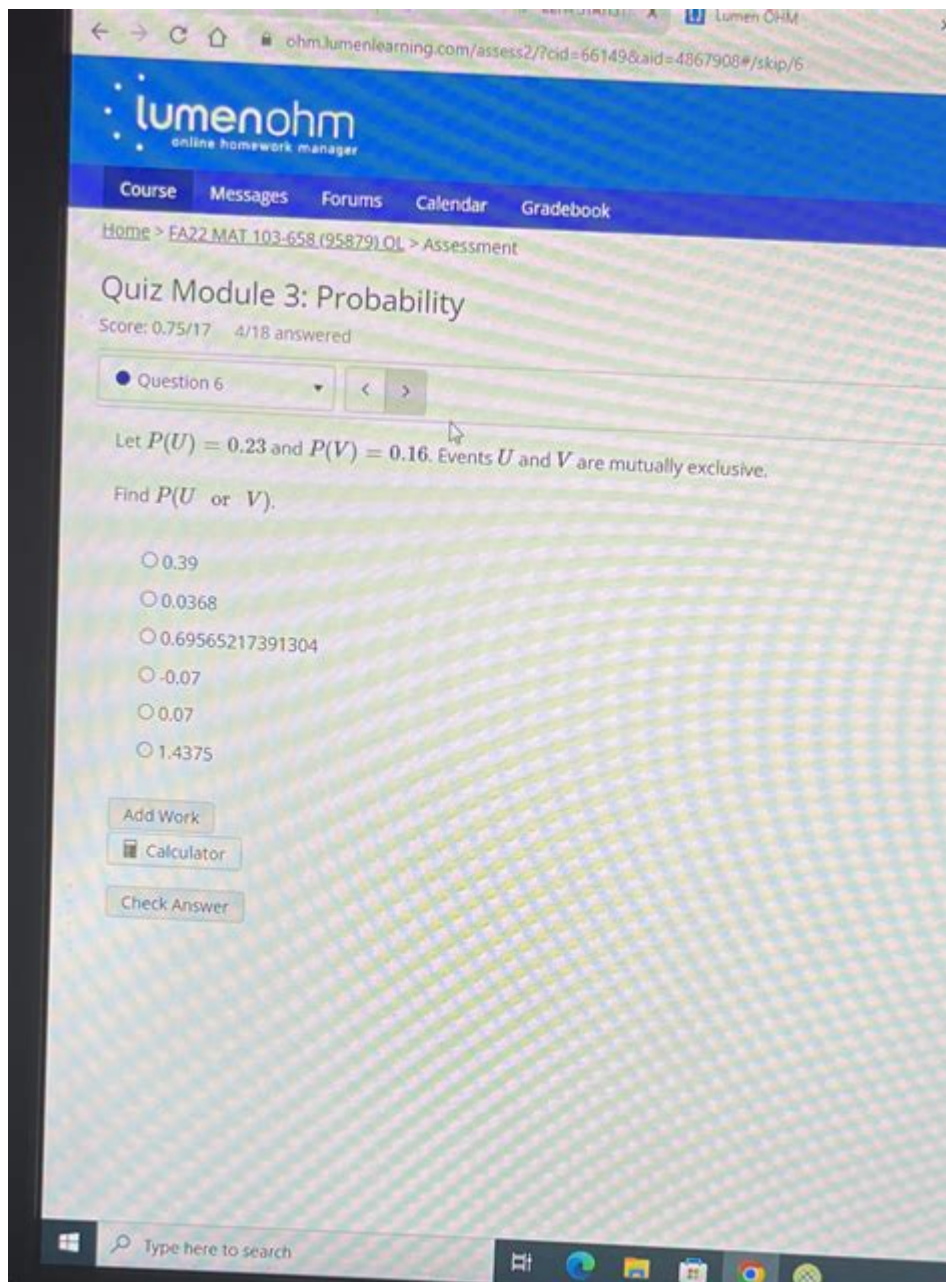 Lumen OHM
ohm.lumenlearning.com/assess2/?cid=66149&aid=4867908#/skip/6
lumenohm
online homework manager
Course Messages Forums Calendar Gradebook
Home > FA22 MAT 103-658 (95879) OL > Assessment
Quiz Module 3: Probability
Score: 0.75/17 4/18 answered
Question 6 < >
Let P(U) = 0.23 and P(V) = 0.16. Events U and V are mutually exclusive.
Find P(U or V).
0.39
0.0368
0.69565217391304
-0.07
0.07
1.4375
Add Work
Calculator
Check Answer
Type here to search